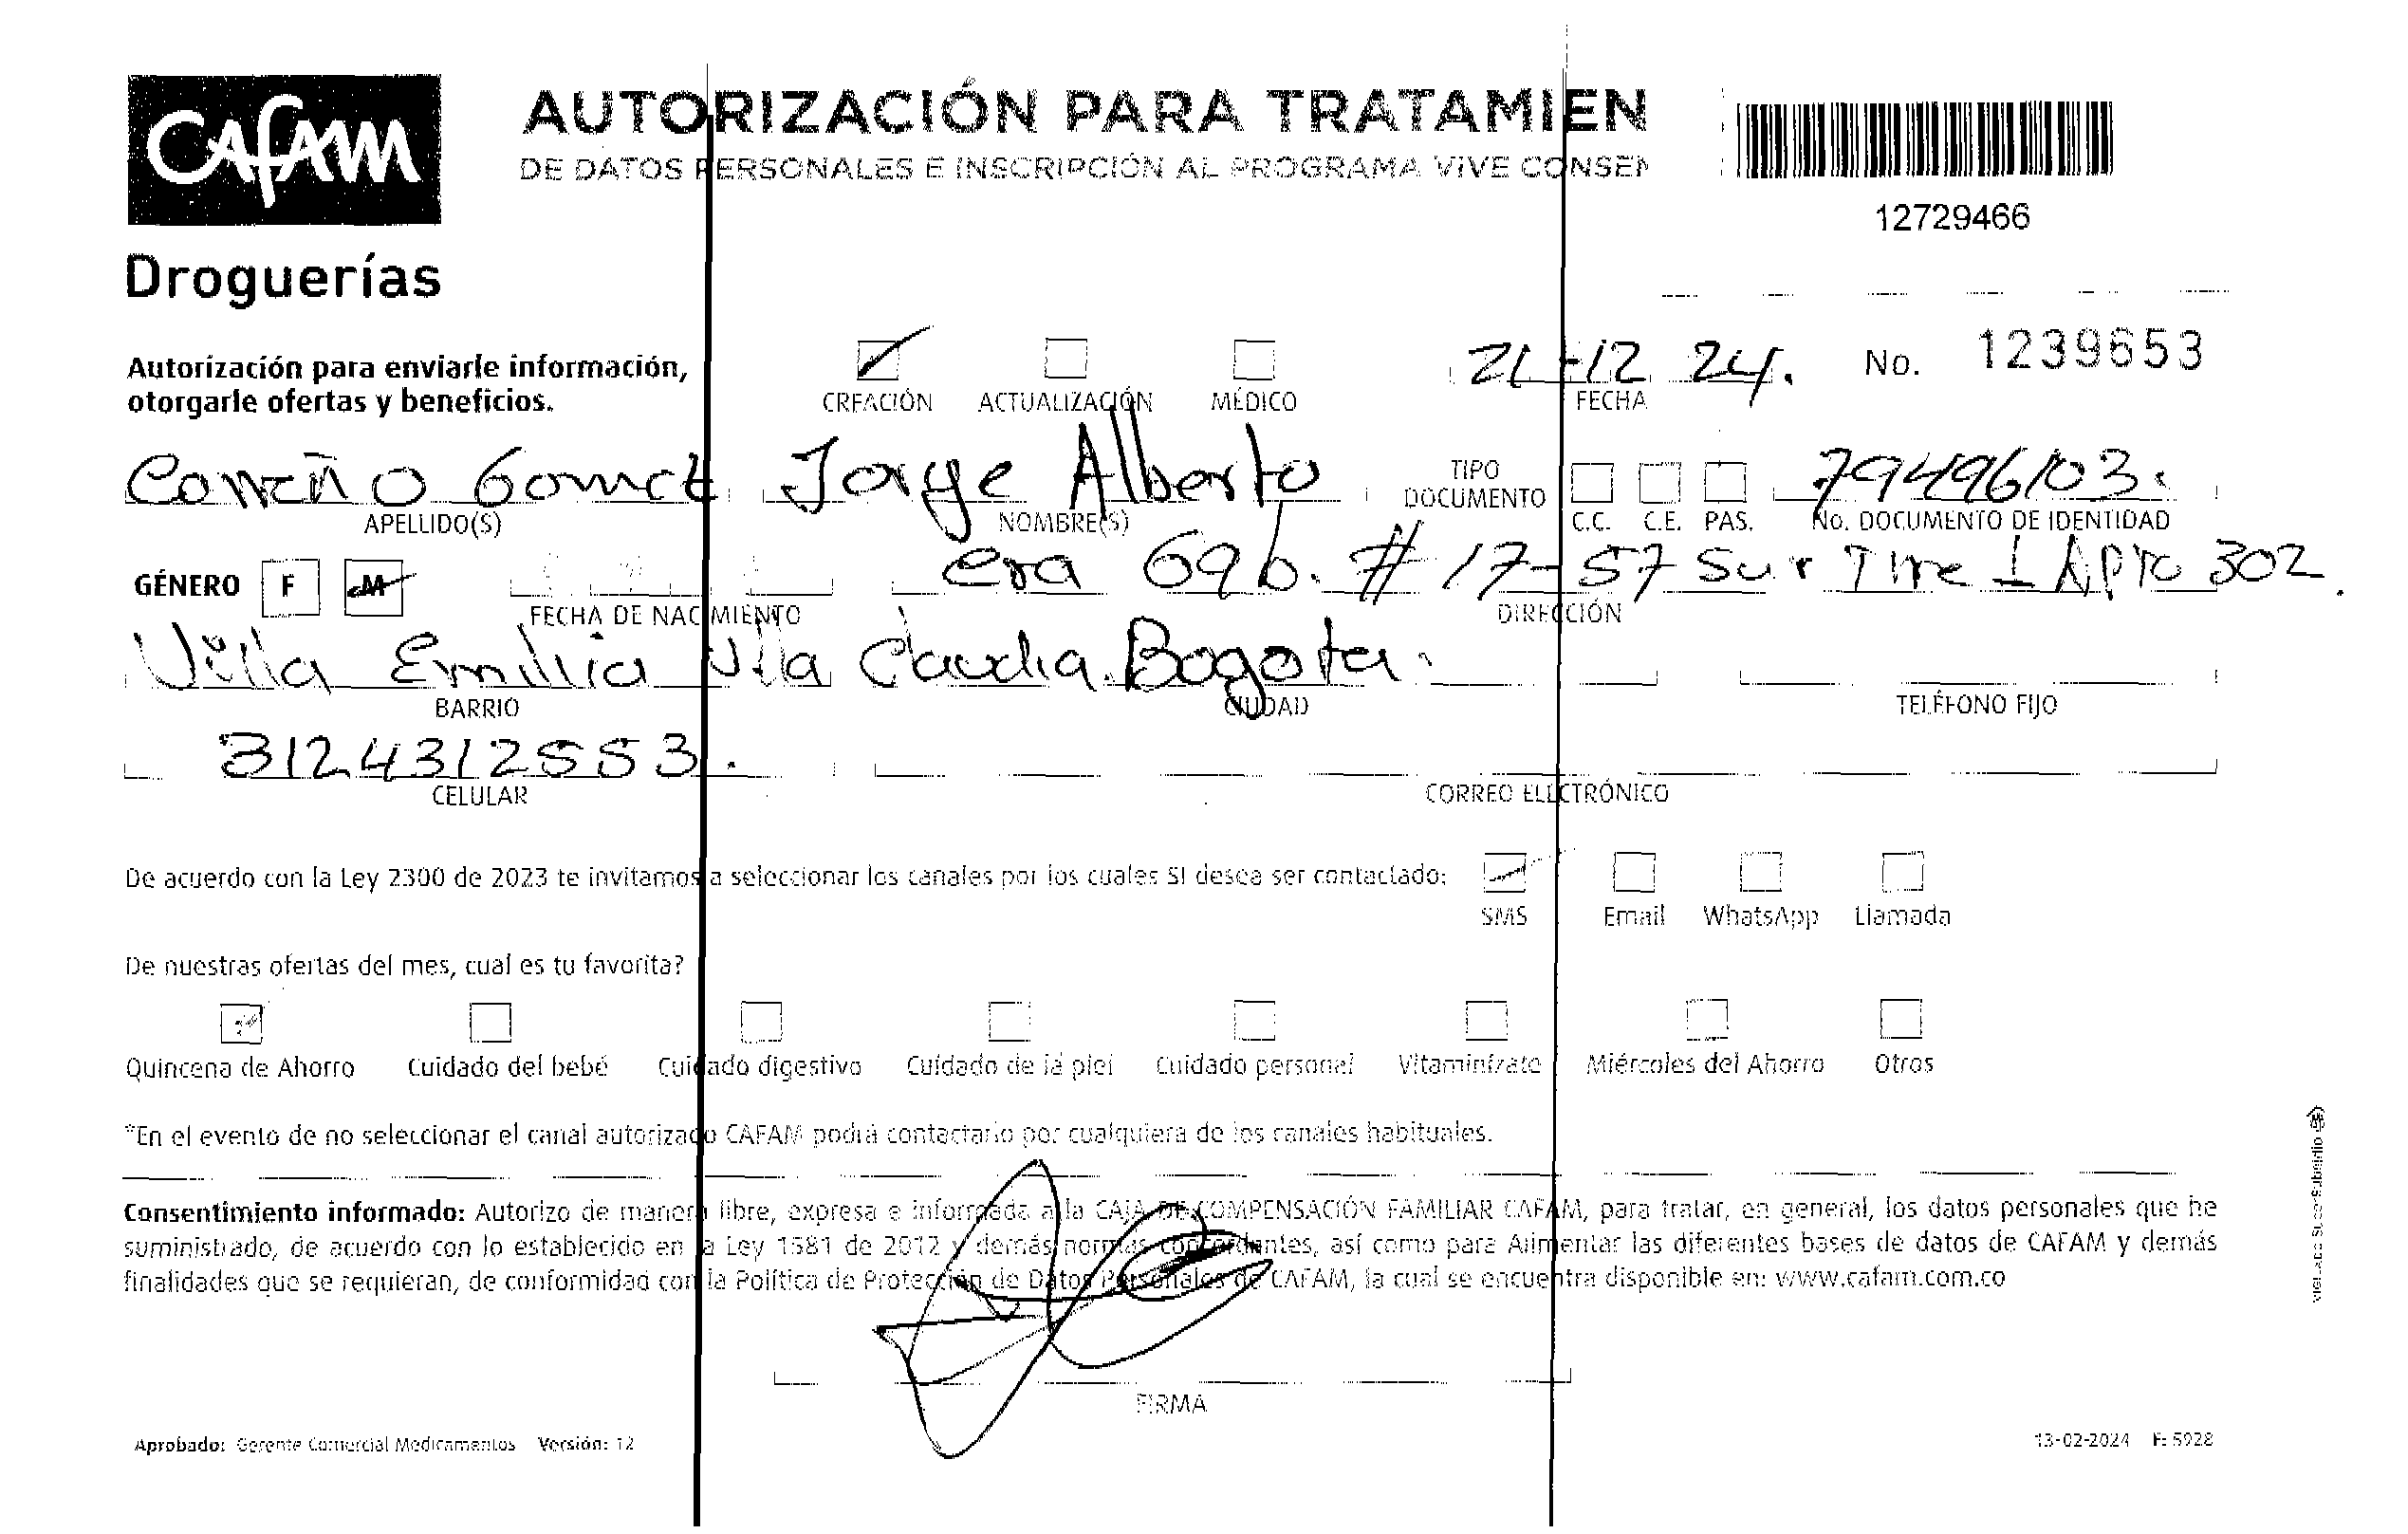 CAFAM
Droguerías
AUTORIZACIÓN PARA TRATAMIEN
DE DATOS PERSONALES E INSCRIPCIÓN AL PROGRAMA VIVE CONSEN
12729466
Autorización para enviarle información,
otorgarle ofertas y beneficios.
CREACIÓN ACTUALIZACIÓN MÉDICO
21-12 24. No. 1239653
FECHA
Jorge Alberto 79496103.
APELLIDO(S) NOMBRE(S) TIPO DOCUMENTO C.C. C.E. PAS. No. DOCUMENTO DE IDENTIDAD
GÉNERO F M cra 69b. # 17-57 Sur 1 Apto 302.
FECHA DE NACIMIENTO DIRECCIÓN
Villa Emilia Villa Claudia. Bogota.
BARRIO CIUDAD TELÉFONO FIJO
3124312553.
CELULAR CORREO ELECTRÓNICO
De acuerdo con la Ley 2300 de 2023 te invitamos a seleccionar los canales por los cuales SI desea ser contactado:
SMS Email WhatsApp Llamada
De nuestras ofertas del mes, cual es tu favorita?
Quincena de Ahorro Cuidado del bebé Cuidado digestivo Cuidado de la piel Cuidado personal Vitamínizate Miércoles del Ahorro Otros
*En el evento de no seleccionar el canal autorizado CAFAM podrá contactarlo por cualquiera de los canales habituales.
Consentimiento informado: Autorizo de manera libre, expresa e informada a la CAJA DE COMPENSACIÓN FAMILIAR CAFAM, para tratar, en general, los datos personales que he
suministrado, de acuerdo con lo establecido en la Ley 1581 de 2012 y demás normas concordantes, así como para Alimentar las diferentes bases de datos de CAFAM y demás
finalidades que se requieran, de conformidad con la Política de Protección de Datos Personales de CAFAM, la cual se encuentra disponible en: www.cafam.com.co
FIRMA
Aprobado: Gerente Comercial Medicamentos Versión: 12
13-02-2024 F: 5928